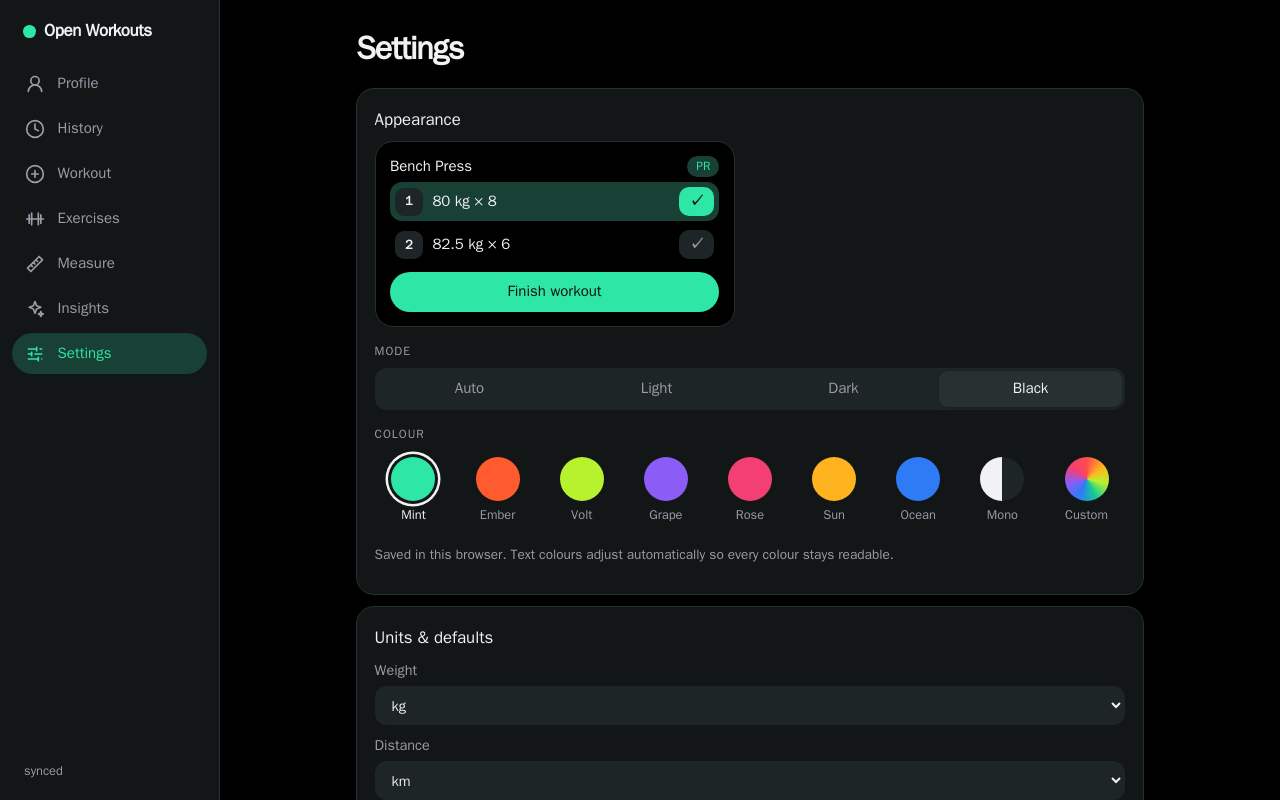 Open Workouts
Profile
History
Workout
Exercises
Measure
Insights
Settings
synced
Settings
Appearance
Bench Press
PR
1 80 kg × 8 ✓
2 82.5 kg × 6 ✓
Finish workout
MODE
Auto Light Dark Black
COLOUR
Mint Ember Volt Grape Rose Sun Ocean Mono Custom
Saved in this browser. Text colours adjust automatically so every colour stays readable.
Units & defaults
Weight
kg
Distance
km